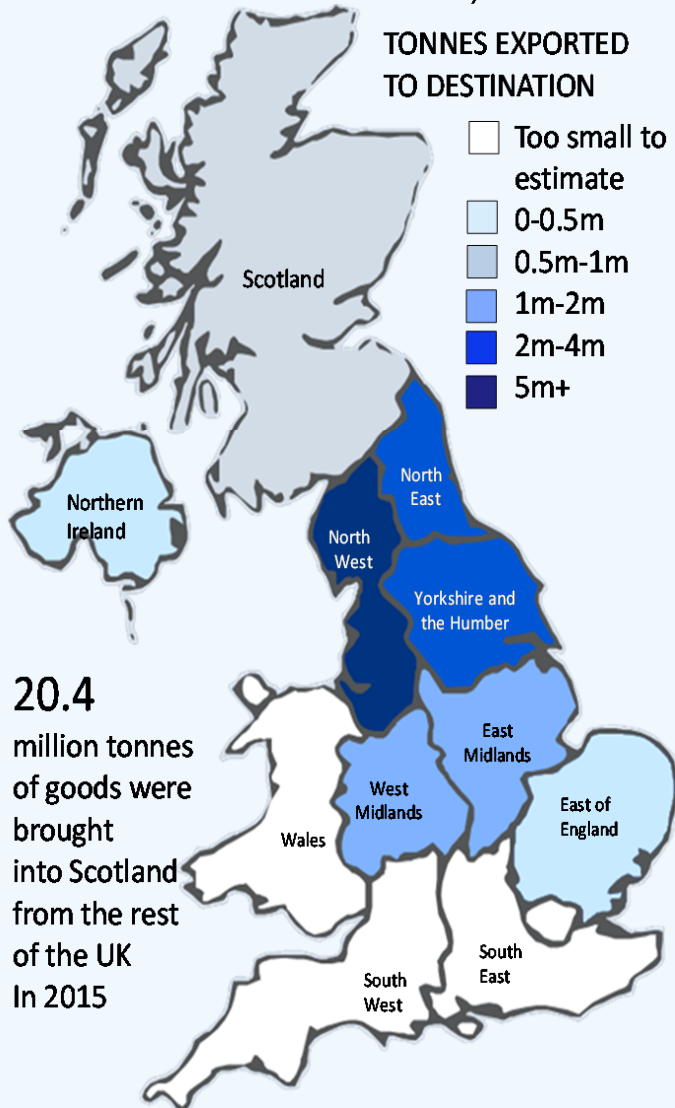 TONNES EXPORTED
TO DESTINATION
Too small to
estimate
0-0.5m
0.5m-1m
1m-2m
2m-4m
5m+
Scotland
North
East
Northern
Ireland
North
West
Yorkshire and
the Humber
20.4
million tonnes
of goods were
brought
into Scotland
from the rest
of the UK
In 2015
East
Midlands
West
Midlands
East of
England
Wales
South
East
South
West